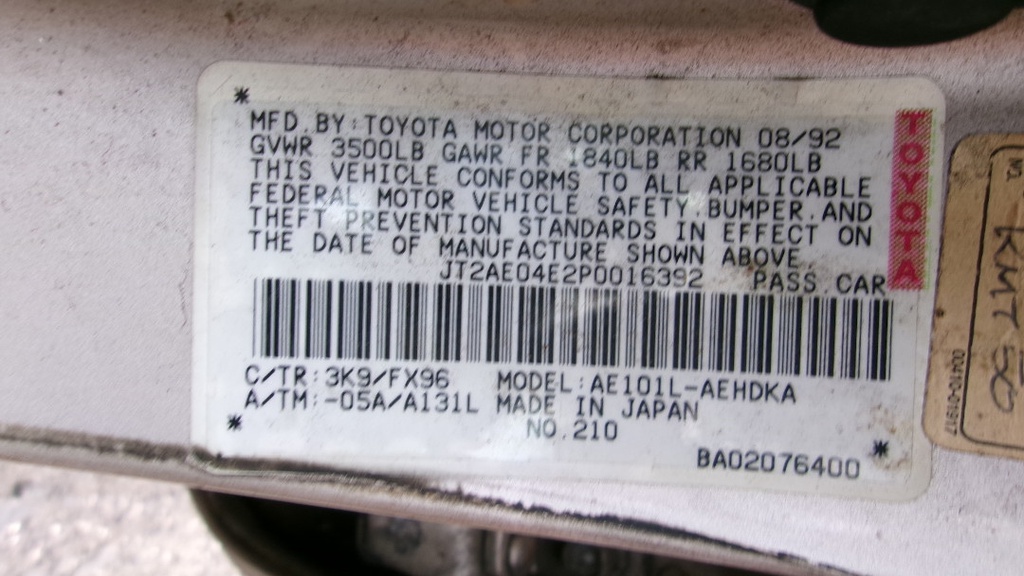 MFD.BY:TOYOTA MOTOR CORPORATION 08/92
GVWR 3500LB GAWR FR 1840LB RR 1680LB
THIS VEHICLE CONFORMS TO ALL APPLICABLE
FEDERAL MOTOR VEHICLE SAFETY,BUMPER,AND
THEFT PREVENTION STANDARDS IN EFFECT ON
THE DATE OF MANUFACTURE SHOWN ABOVE.
JT2AE04E2P0016392 PASS.CAR
C/TR:3K9/FX96 MODEL:AE101L-AEHDKA
A/TM:-05A/A131L MADE IN JAPAN
NO.210
BA02076400
TOYOTA